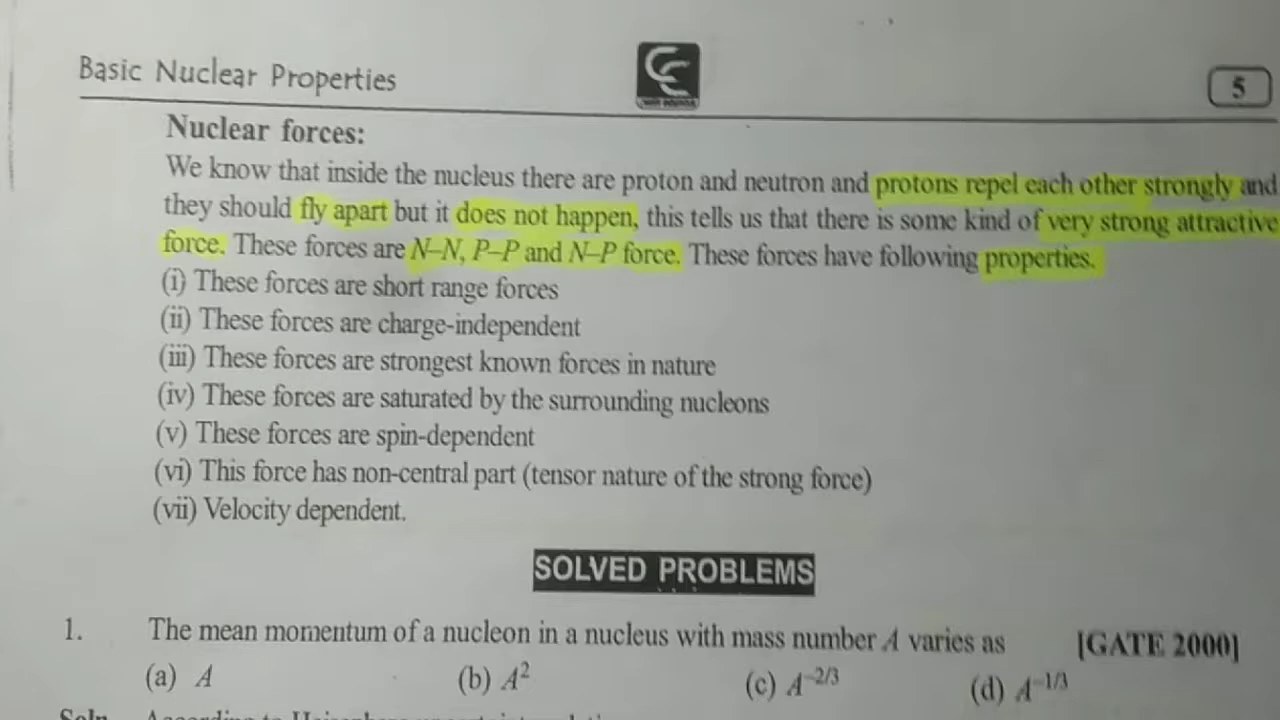 Basic Nuclear Properties
5
Nuclear forces:
We know that inside the nucleus there are proton and neutron and protons repel each other strongly and
they should fly apart but it does not happen, this tells us that there is some kind of very strong attractive
force. These forces are N–N, P–P and N–P force. These forces have following properties.
(i) These forces are short range forces
(ii) These forces are charge-independent
(iii) These forces are strongest known forces in nature
(iv) These forces are saturated by the surrounding nucleons
(v) These forces are spin-dependent
(vi) This force has non-central part (tensor nature of the strong force)
(vii) Velocity dependent.
SOLVED PROBLEMS
1. The mean momentum of a nucleon in a nucleus with mass number A varies as [GATE 2000]
(a) A (b) A² (c) A⁻²/³ (d) A⁻¹/³
Soln. According to Heisenberg uncertainty